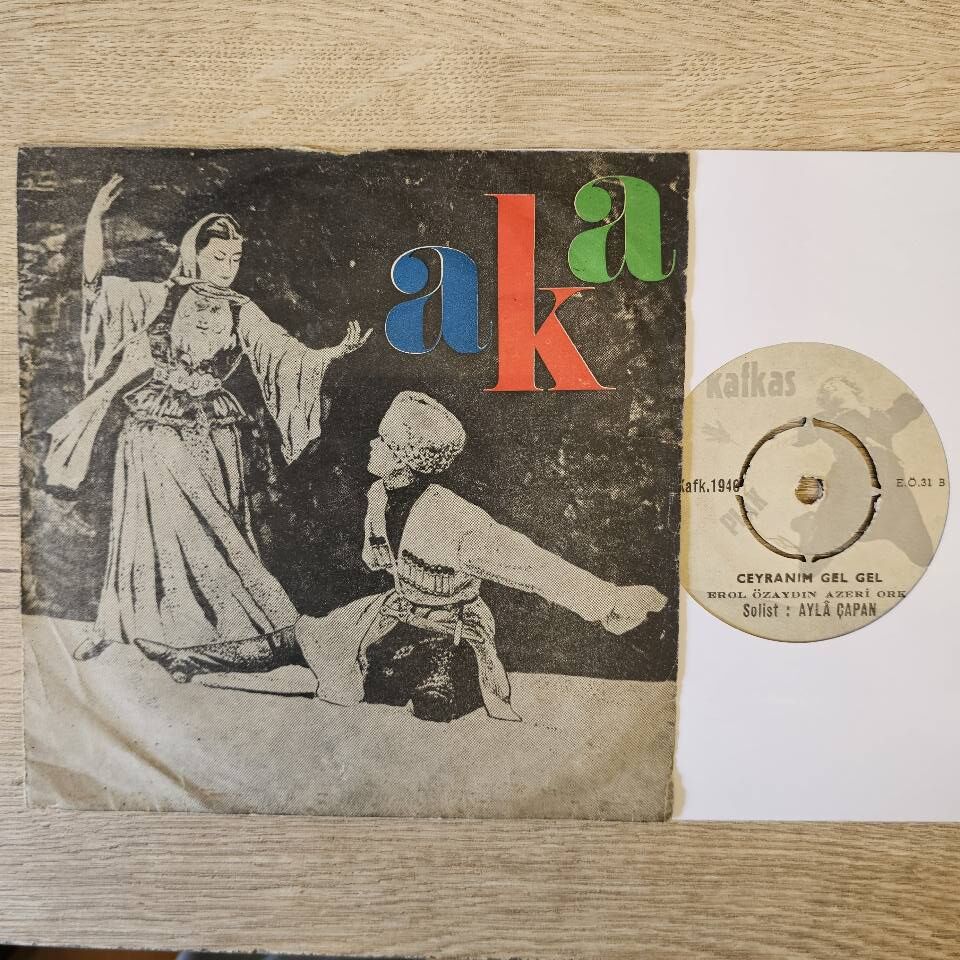 aka
kafkas
Kafk.1940
E.Ö.31 B
CEYRANIM GEL GEL
EROL ÖZAYDIN AZERİ ORK
Solist : AYLÂ ÇAPAN